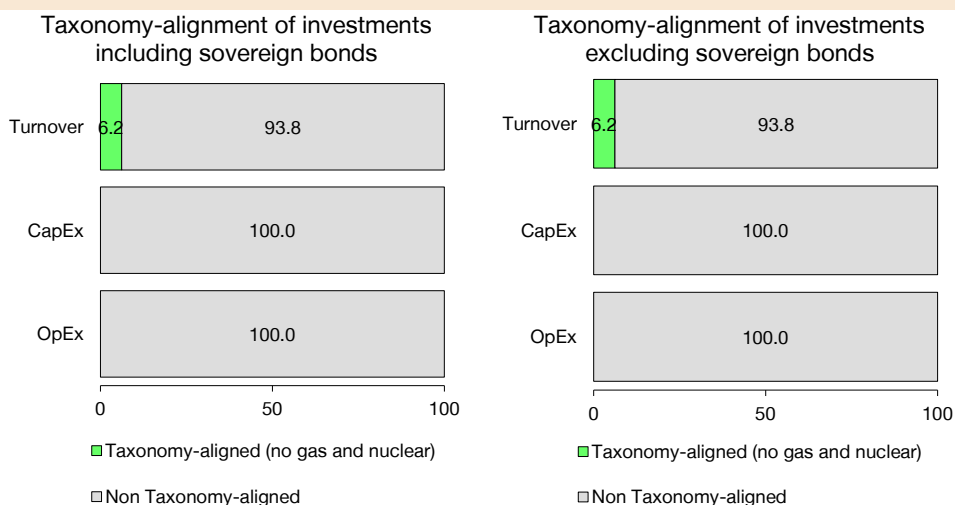 Taxonomy-alignment of investments
including sovereign bonds
Turnover 6.2 93.8
CapEx 100.0
OpEx 100.0
0 50 100
Taxonomy-aligned (no gas and nuclear)
Non Taxonomy-aligned
Taxonomy-alignment of investments
excluding sovereign bonds
Turnover 6.2 93.8
CapEx 100.0
OpEx 100.0
0 50 100
Taxonomy-aligned (no gas and nuclear)
Non Taxonomy-aligned